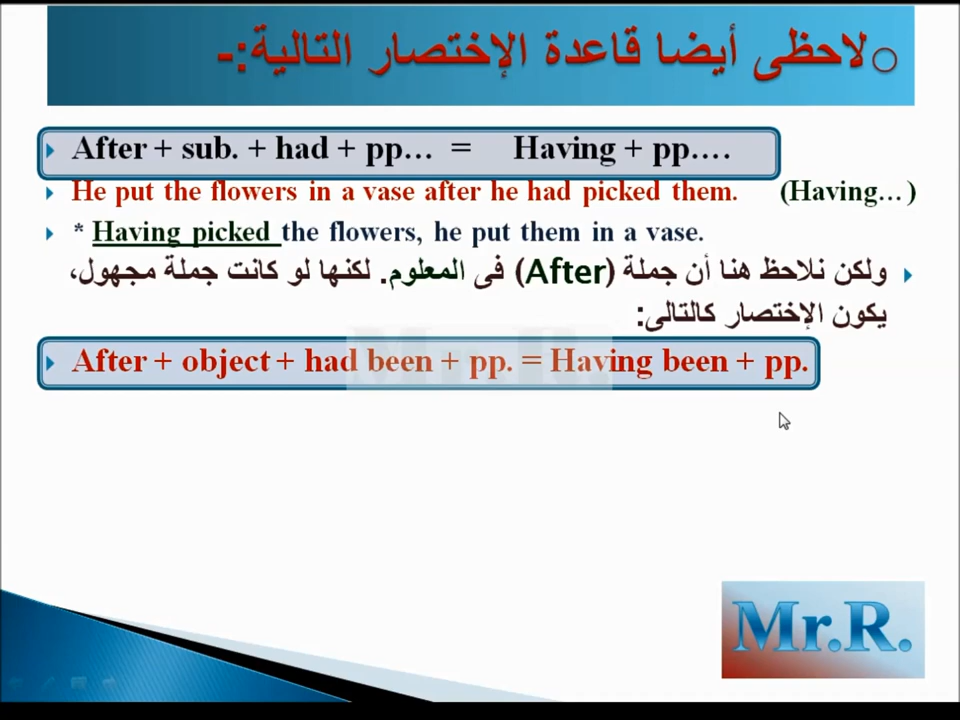 لاحظى أيضا قاعدة الإختصار التالية:-
After + sub. + had + pp… = Having + pp….
He put the flowers in a vase after he had picked them. (Having…)
* Having picked the flowers, he put them in a vase.
ولكن نلاحظ هنا أن جملة (After) فى المعلوم. لكنها لو كانت جملة مجهول،
يكون الإختصار كالتالى:
After + object + had been + pp. = Having been + pp.
Mr.R.
Mr.R.